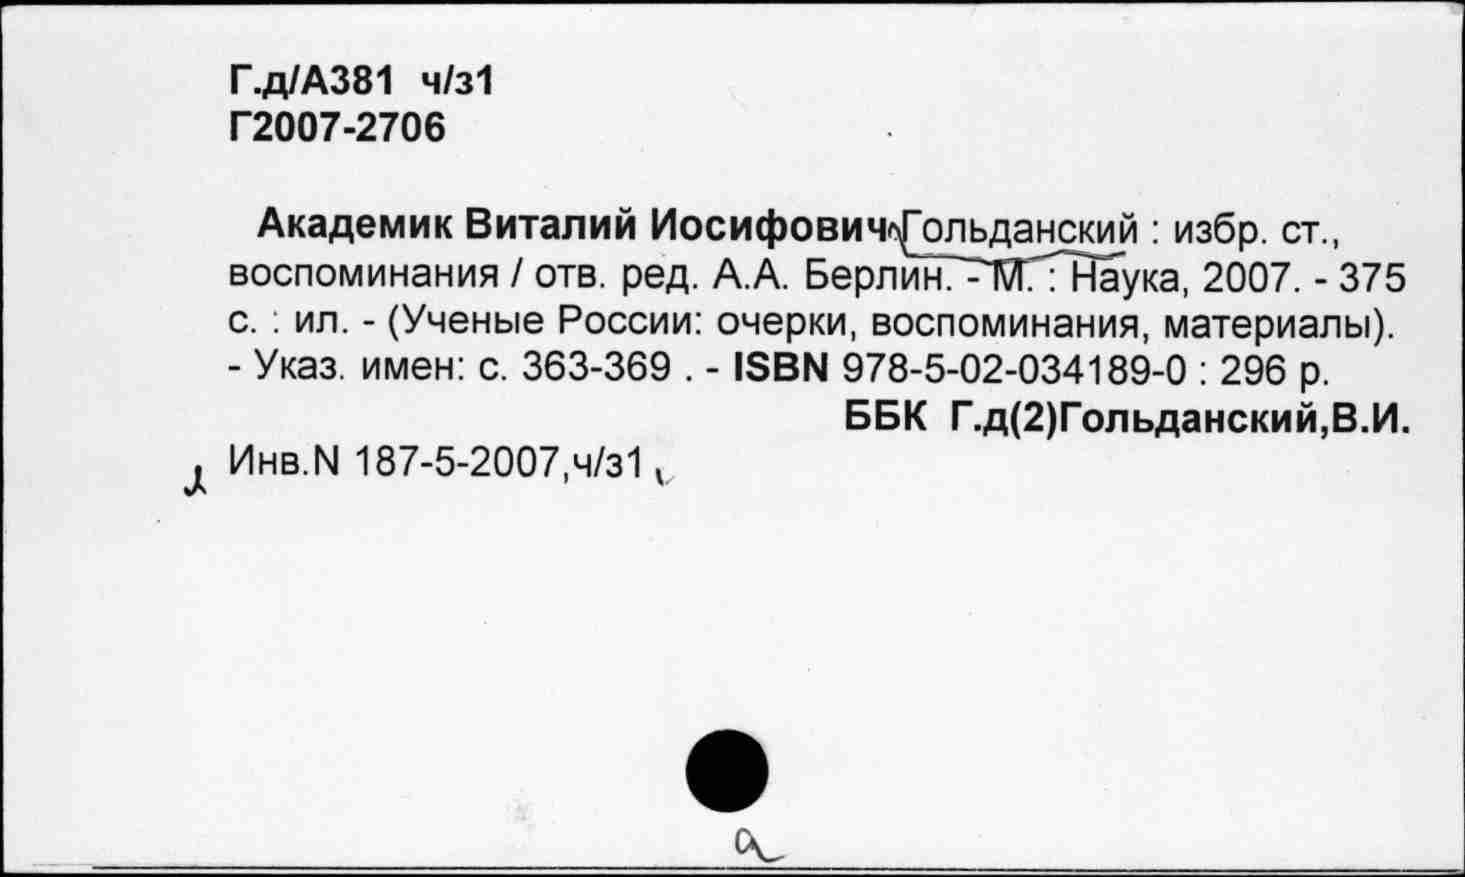 Г.д/А381 ч/з1
Г2007-2706
Академик Виталий Иосифович Гольданский : избр. ст.,
воспоминания / отв. ред. А.А. Берлин. - М. : Наука, 2007. - 375
с. : ил. - (Ученые России: очерки, воспоминания, материалы).
- Указ. имен: с. 363-369 . - ISBN 978-5-02-034189-0 : 296 р.
ББК Г.д(2)Гольданский,В.И.
Инв.N 187-5-2007,ч/з1
а